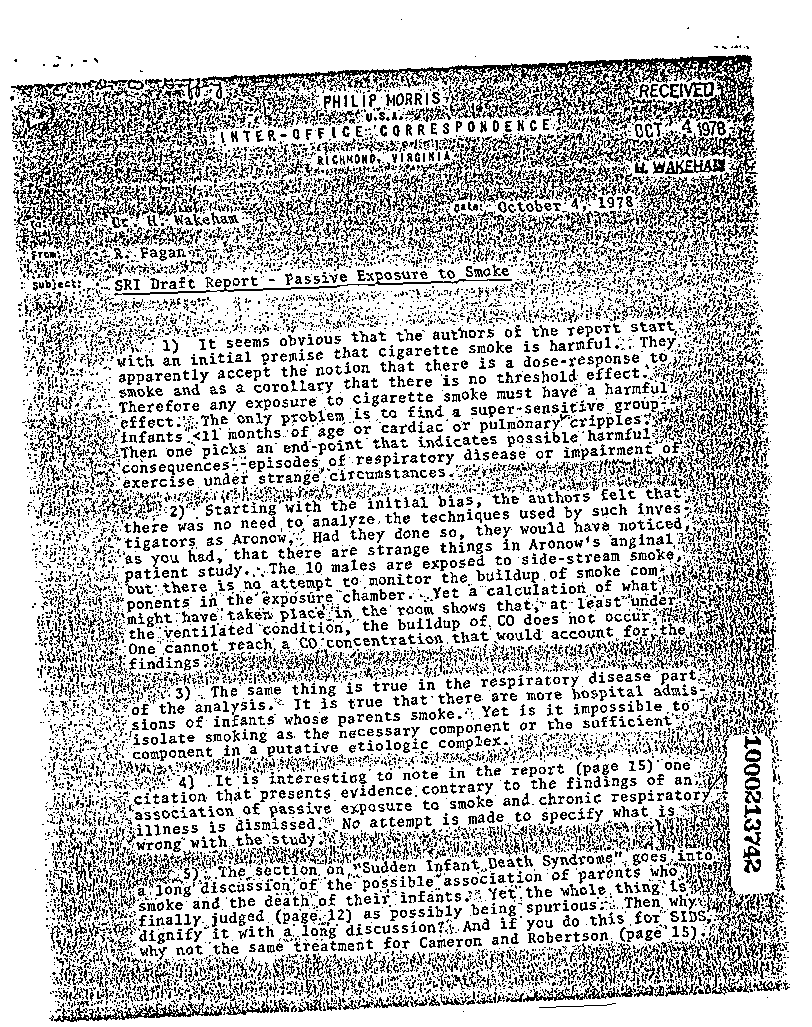 PHILIP MORRIS
U.S.A.
INTER-OFFICE CORRESPONDENCE
RICHMOND, VIRGINIA
RECEIVED
OCT 4 1978
H. WAKEHAM
To: Dr. H. Wakeham
Date: October 4, 1978
From: R. Fagan
Subject: SRI Draft Report - Passive Exposure to Smoke
1) It seems obvious that the authors of the report start
with an initial premise that cigarette smoke is harmful. They
apparently accept the notion that there is a dose-response to
smoke and as a corollary that there is no threshold effect.
Therefore any exposure to cigarette smoke must have a harmful
effect. The only problem is to find a super-sensitive group-
infants <11 months of age or cardiac or pulmonary cripples.
Then one picks an end-point that indicates possible harmful
consequences--episodes of respiratory disease or impairment of
exercise under strange circumstances.
2) Starting with the initial bias, the authors felt that
there was no need to analyze the techniques used by such inves-
tigators as Aronow. Had they done so, they would have noticed,
as you had, that there are strange things in Aronow's anginal
patient study. The 10 males are exposed to side-stream smoke
but there is no attempt to monitor the buildup of smoke com-
ponents in the exposure chamber. Yet a calculation of what
might have taken place in the room shows that, at least under
the ventilated condition, the buildup of CO does not occur.
One cannot reach a CO concentration that would account for the
findings.
3) The same thing is true in the respiratory disease part
of the analysis. It is true that there are more hospital admis-
sions of infants whose parents smoke. Yet is it impossible to
isolate smoking as the necessary component or the sufficient
component in a putative etiologic complex.
4) It is interesting to note in the report (page 15) one
citation that presents evidence contrary to the findings of an
association of passive exposure to smoke and chronic respiratory
illness is dismissed. No attempt is made to specify what is
wrong with the study.
5) The section on "Sudden Infant Death Syndrome" goes into
a long discussion of the possible association of parents who
smoke and the death of their infants. Yet the whole thing is
finally judged (page 12) as possibly being spurious. Then why
dignify it with a long discussion? And if you do this for SIDS,
why not the same treatment for Cameron and Robertson (page 15).
1000213742